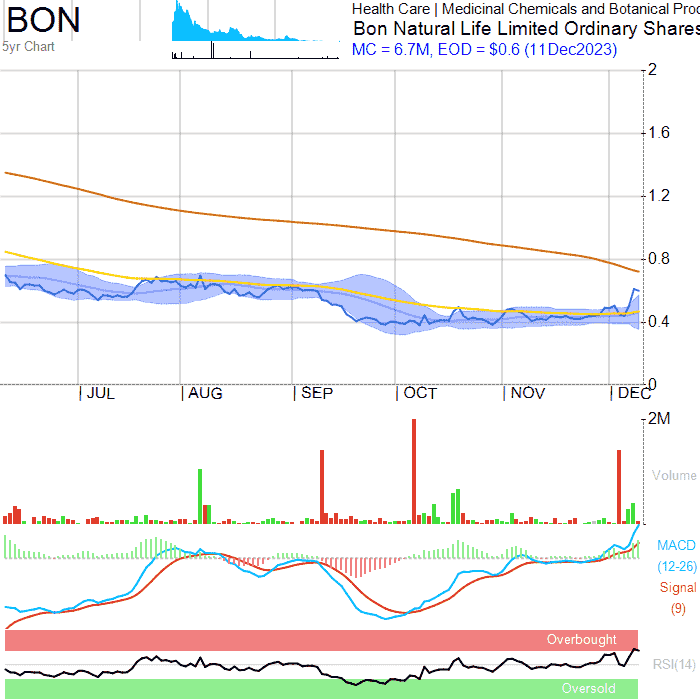 BON
5yr Chart
Health Care | Medicinal Chemicals and Botanical Proc
Bon Natural Life Limited Ordinary Shares
MC = 6.7M, EOD = $0.6 (11Dec2023)
2
1.6
1.2
0.8
0.4
0
JUL AUG SEP OCT NOV DEC
2M
Volume
MACD
(12-26)
Signal
(9)
Overbought
RSI(14)
Oversold